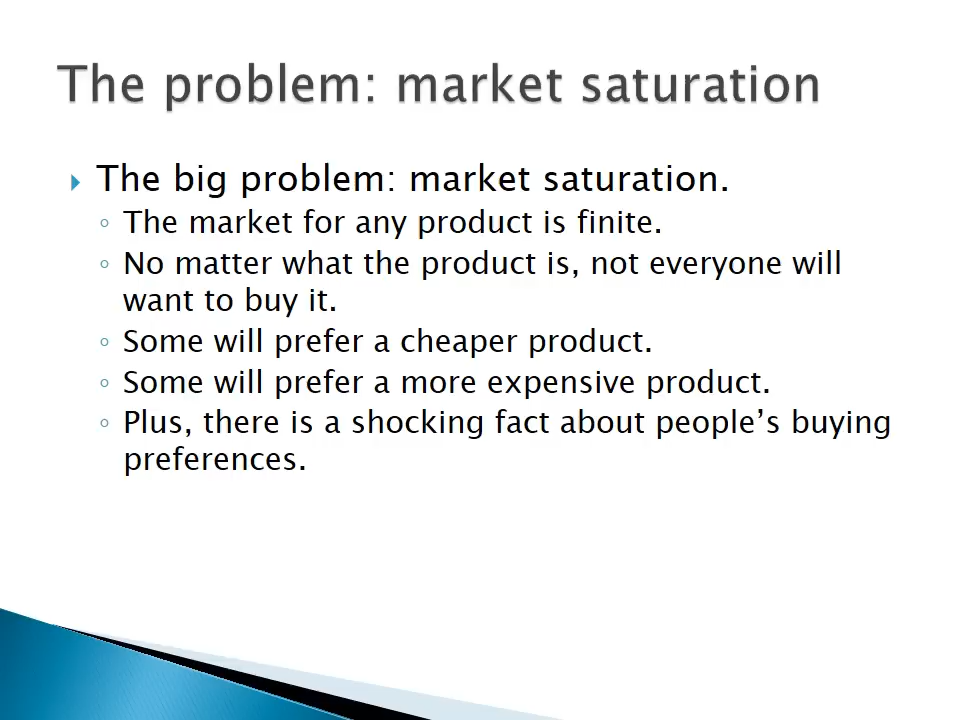 The problem: market saturation
The big problem: market saturation.
The market for any product is finite.
No matter what the product is, not everyone will
want to buy it.
Some will prefer a cheaper product.
Some will prefer a more expensive product.
Plus, there is a shocking fact about people’s buying
preferences.